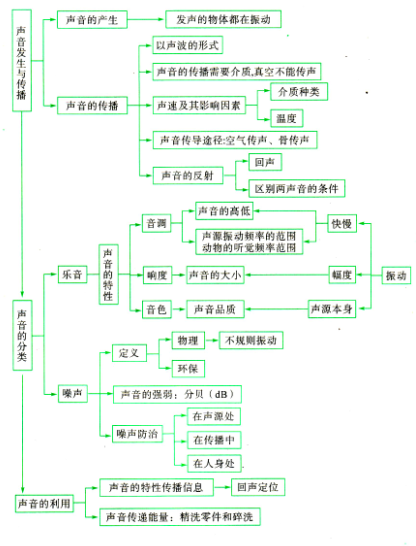 声音发生与传播
声音的产生
发声的物体都在振动
声音的传播
以声波的形式
声音的传播需要介质,真空不能传声
声速及其影响因素
介质种类
温度
声音传导途径:空气传声、骨传声
声音的反射
回声
区别两声音的条件
声音的分类
乐音
声音的特性
音调
声音的高低
声源振动频率的范围
动物的听觉频率范围
快慢
响度
声音的大小
幅度
振动
音色
声音品质
声源本身
噪声
定义
物理
不规则振动
环保
声音的强弱：分贝（dB）
噪声防治
在声源处
在传播中
在人身处
声音的利用
声音的特性传播信息
回声定位
声音传递能量：精洗零件和碎洗